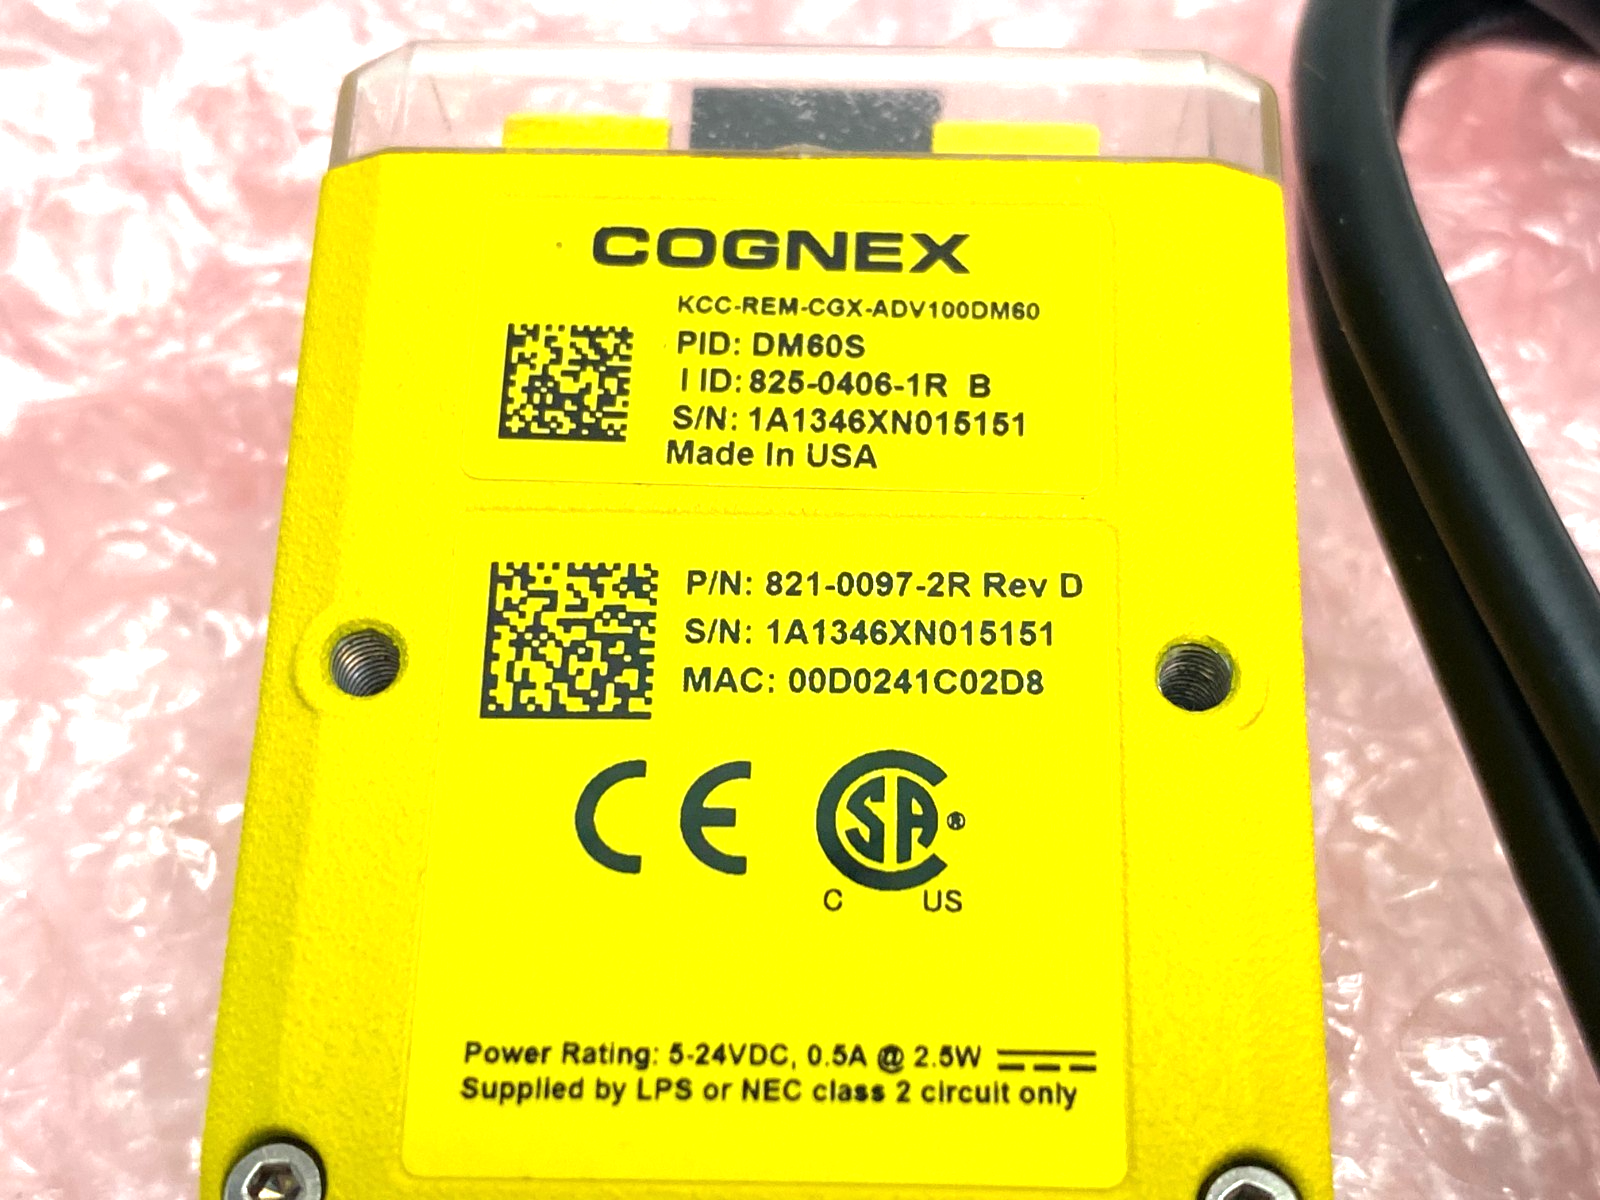 COGNEX
KCC-REM-CGX-ADV100DM60
PID: DM60S
I ID: 825-0406-1R B
S/N: 1A1346XN015151
Made In USA
P/N: 821-0097-2R Rev D
S/N: 1A1346XN015151
MAC: 00D0241C02D8
CE
CSA®
C US
Power Rating: 5-24VDC, 0.5A @ 2.5W
Supplied by LPS or NEC class 2 circuit only